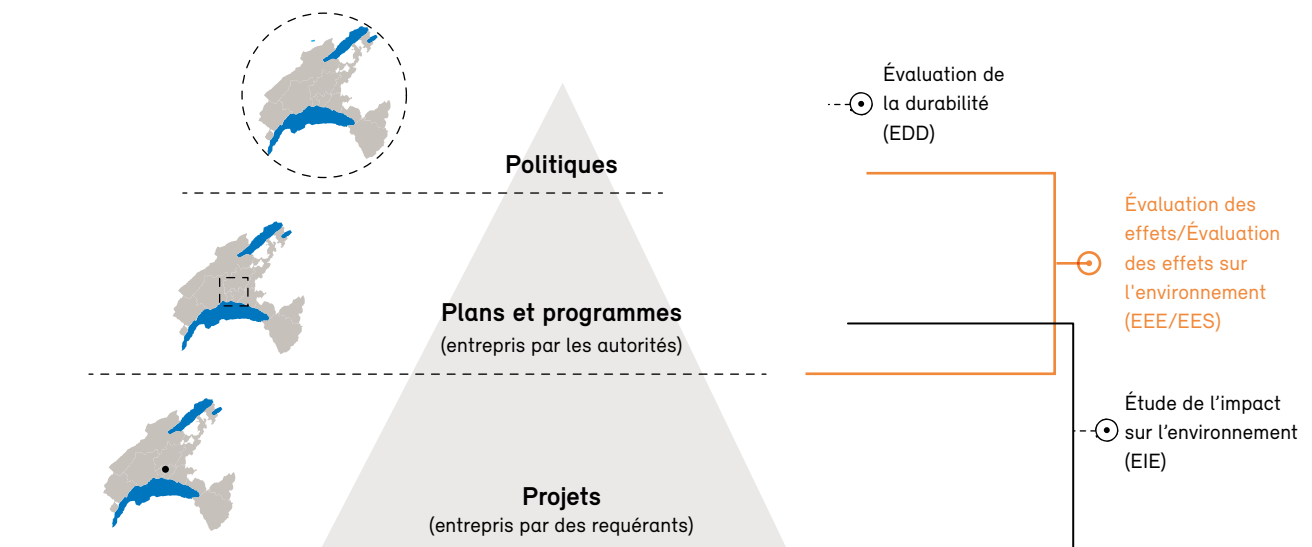 Évaluation de
la durabilité
(EDD)
Politiques
Évaluation des
effets/Évaluation
des effets sur
l'environnement
(EEE/EES)
Plans et programmes
(entrepris par les autorités)
Étude de l’impact
sur l’environnement
(EIE)
Projets
(entrepris par des requérants)